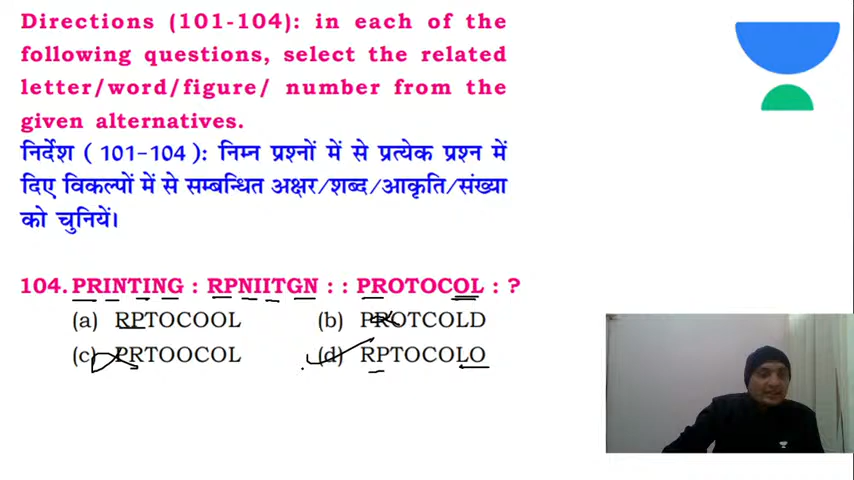 Directions (101-104): in each of the
following questions, select the related
letter/word/figure/ number from the
given alternatives.
निर्देश ( 101-104 ): निम्न प्रश्नों में से प्रत्येक प्रश्न में
दिए विकल्पों में से सम्बन्धित अक्षर/शब्द/आकृति/संख्या
को चुनियें।
104. PRINTING : RPNIITGN : : PROTOCOL : ?
(a) RPTOCOOL (b) PROTCOLD
(c) PRTOOCOL (d) RPTOCOLO